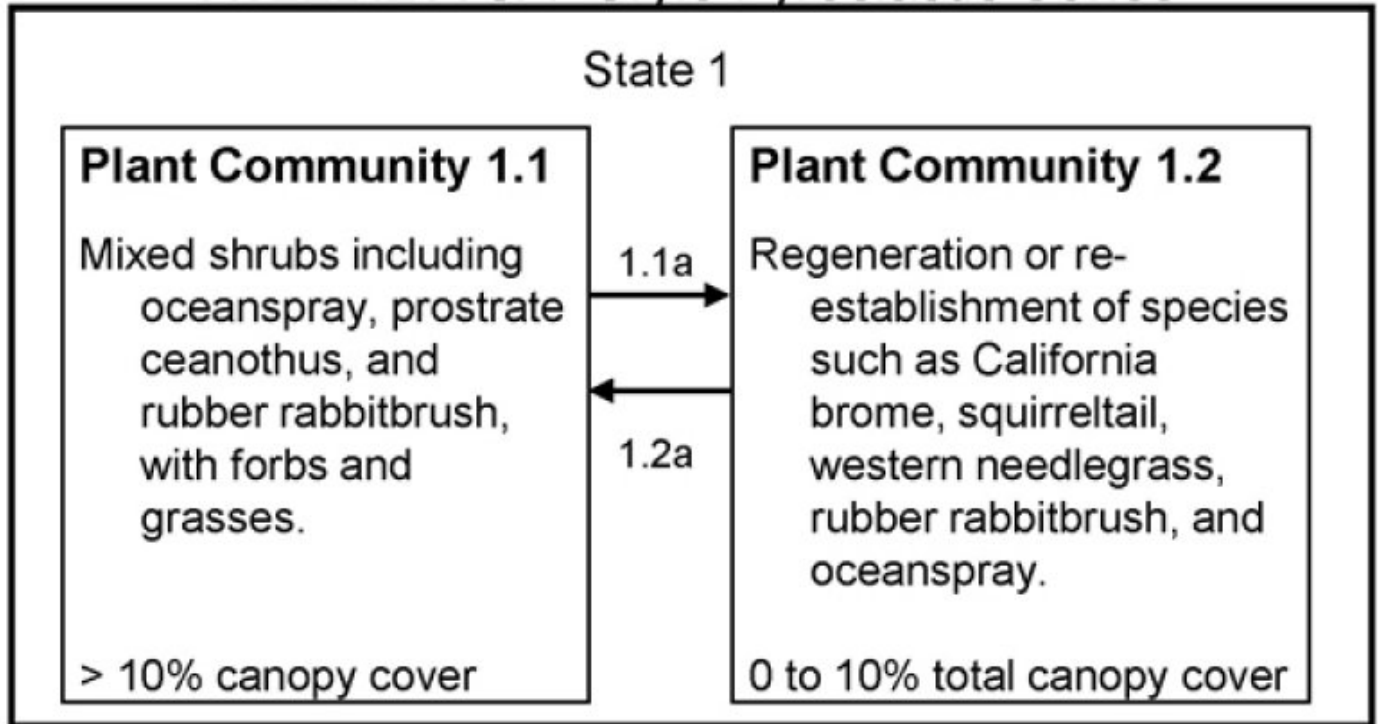 State 1
Plant Community 1.1
Mixed shrubs including
oceanspray, prostrate
ceanothus, and
rubber rabbitbrush,
with forbs and
grasses.
> 10% canopy cover
1.1a
1.2a
Plant Community 1.2
Regeneration or re-
establishment of species
such as California
brome, squirreltail,
western needlegrass,
rubber rabbitbrush, and
oceanspray.
0 to 10% total canopy cover